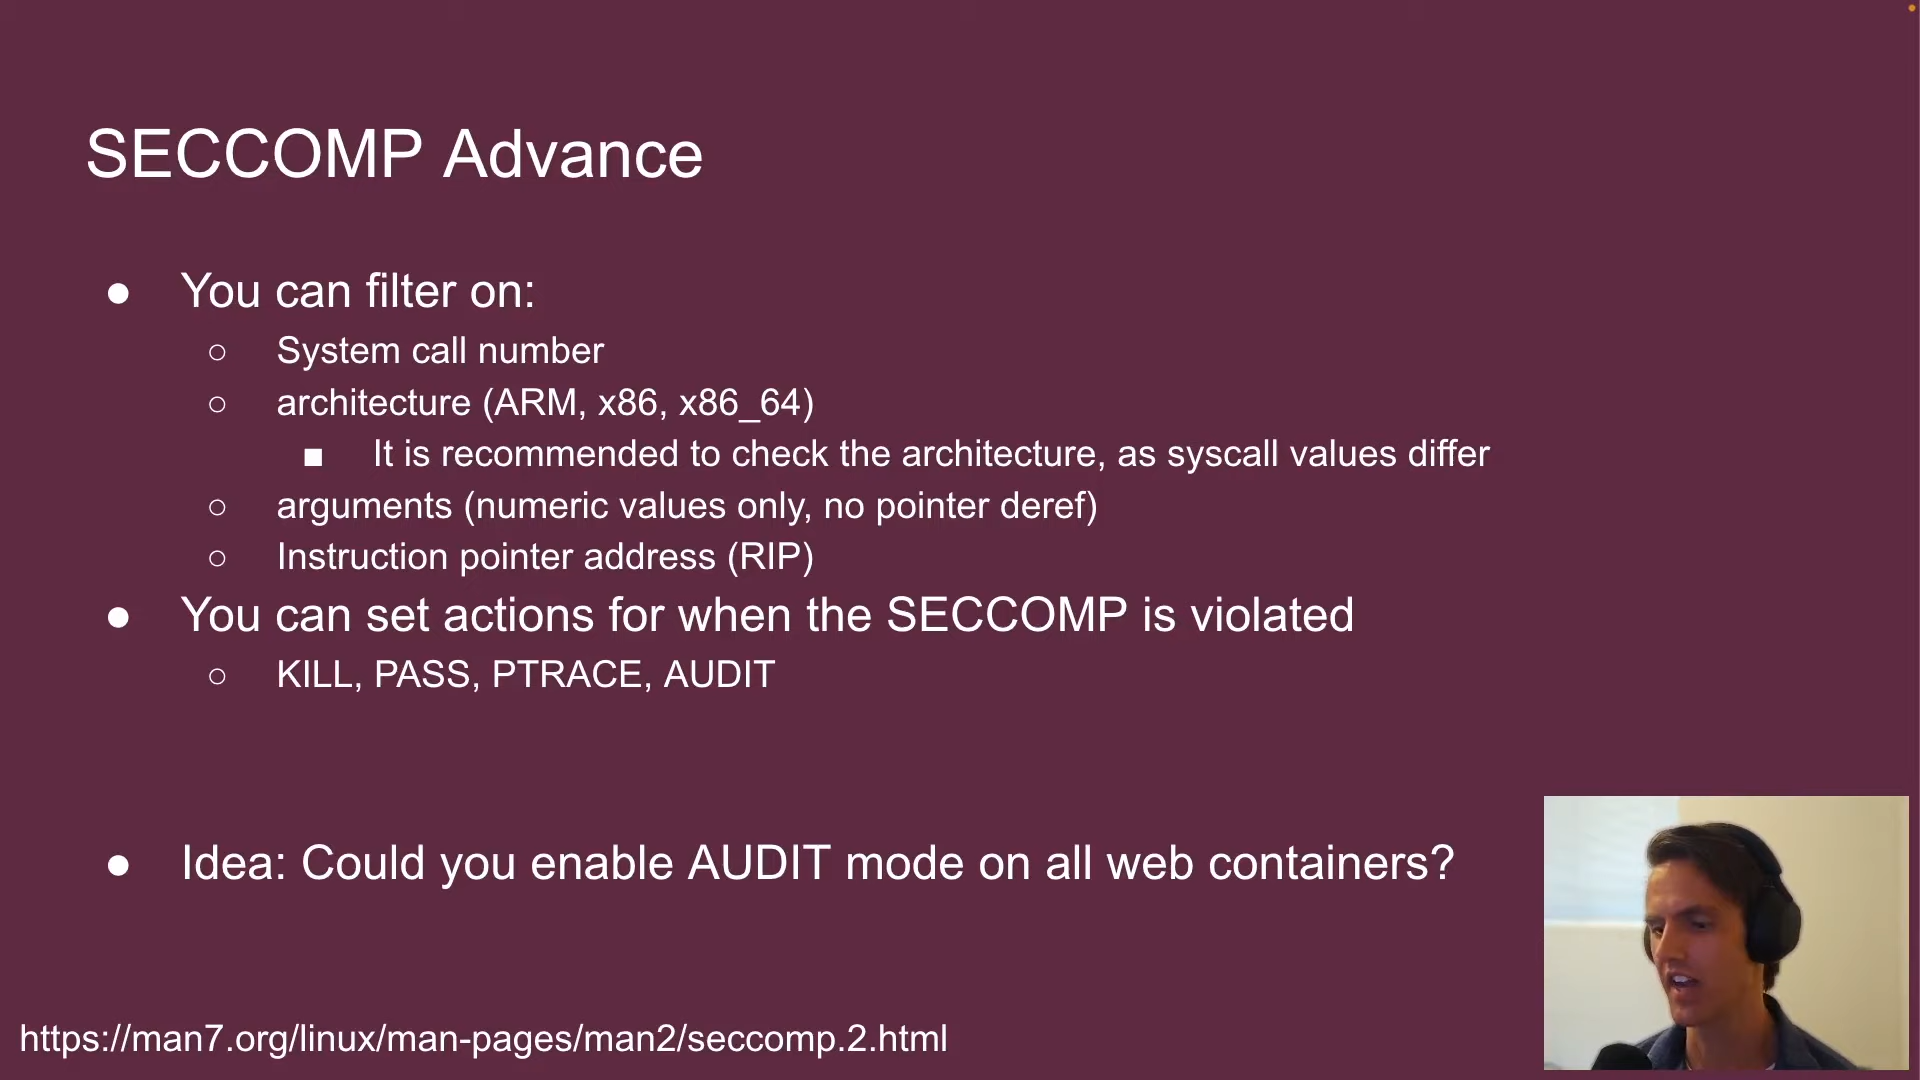 SECCOMP Advance
● You can filter on:
○ System call number
○ architecture (ARM, x86, x86_64)
■ It is recommended to check the architecture, as syscall values differ
○ arguments (numeric values only, no pointer deref)
○ Instruction pointer address (RIP)
● You can set actions for when the SECCOMP is violated
○ KILL, PASS, PTRACE, AUDIT
● Idea: Could you enable AUDIT mode on all web containers?
https://man7.org/linux/man-pages/man2/seccomp.2.html